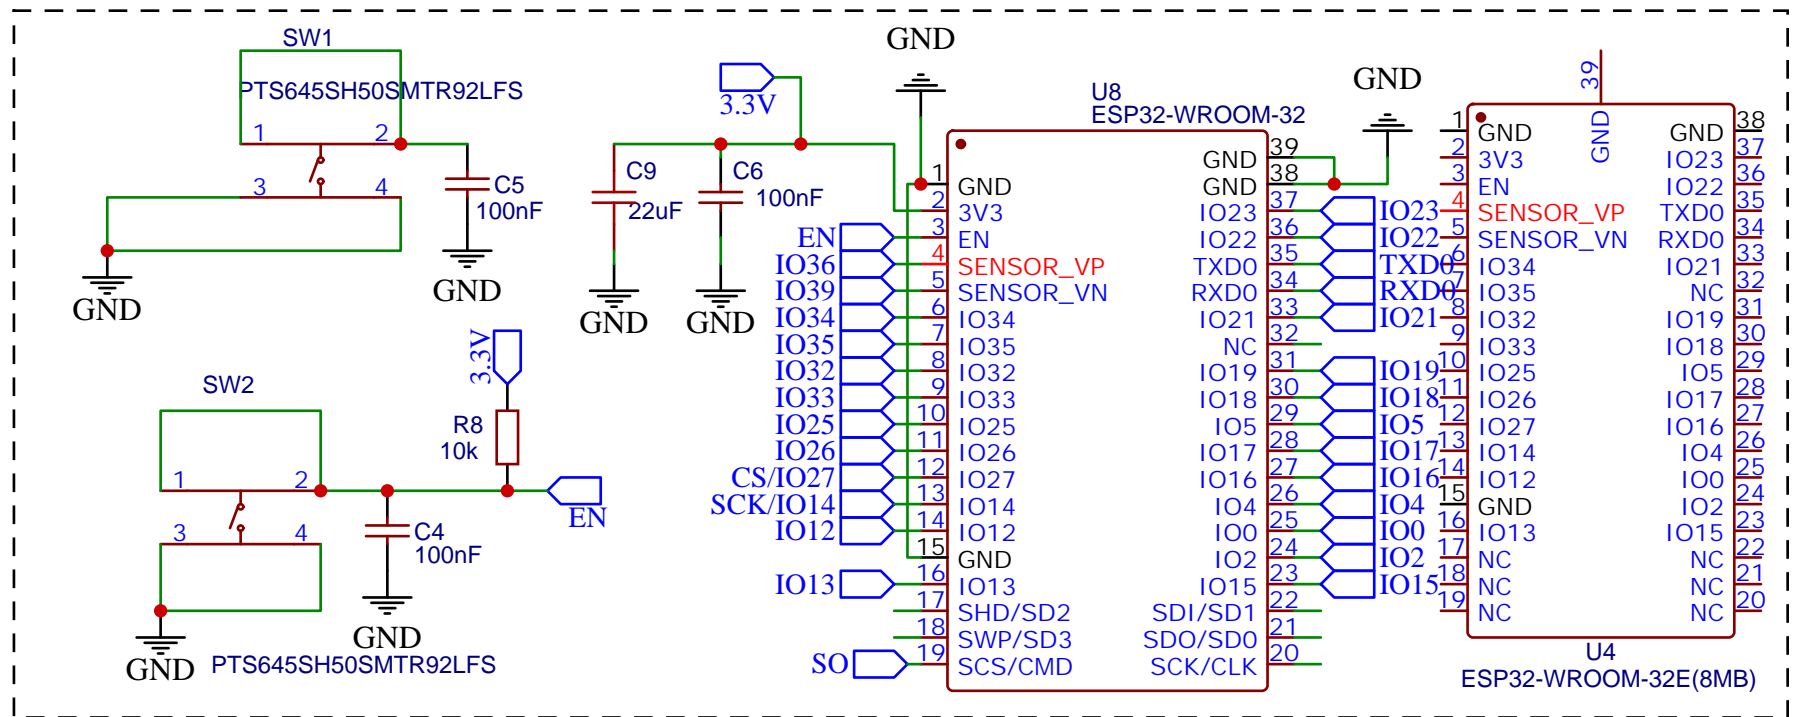 SW1
PTS645SH50SMTR92LFS
1
2
3
4
C5
100nF
GND
GND
SW2
1
2
3
4
3.3V
R8
10k
EN
C4
100nF
GND
GND
PTS645SH50SMTR92LFS
3.3V
C9
22uF
C6
100nF
GND
GND
GND
U8
ESP32-WROOM-32
1 GND
2 3V3
EN 3 EN
IO36 4 SENSOR_VP
IO39 5 SENSOR_VN
IO34 6 IO34
IO35 7 IO35
IO32 8 IO32
IO33 9 IO33
IO25 10 IO25
IO26 11 IO26
CS/IO27 12 IO27
SCK/IO14 13 IO14
IO12 14 IO12
15 GND
IO13 16 IO13
17 SHD/SD2
18 SWP/SD3
SO 19 SCS/CMD
GND 39
GND 38
IO23 37 IO23
IO22 36 IO22
TXD0 35 TXD0
RXD0 34 RXD0
IO21 33 IO21
NC 32
IO19 31 IO19
IO18 30 IO18
IO5 29 IO5
IO17 28 IO17
IO16 27 IO16
IO4 26 IO4
IO0 25 IO0
IO2 24 IO2
IO15 23 IO15
SDI/SD1 22
SDO/SD0 21
SCK/CLK 20
GND
39
GND
1 GND
2 3V3
3 EN
4 SENSOR_VP
5 SENSOR_VN
6 IO34
7 IO35
8 IO32
9 IO33
10 IO25
11 IO26
12 IO27
13 IO14
14 IO12
15 GND
16 IO13
17 NC
18 NC
19 NC
GND 38
IO23 37
IO22 36
TXD0 35
RXD0 34
IO21 33
NC 32
IO19 31
IO18 30
IO5 29
IO17 28
IO16 27
IO4 26
IO0 25
IO2 24
IO15 23
NC 22
NC 21
NC 20
U4
ESP32-WROOM-32E(8MB)